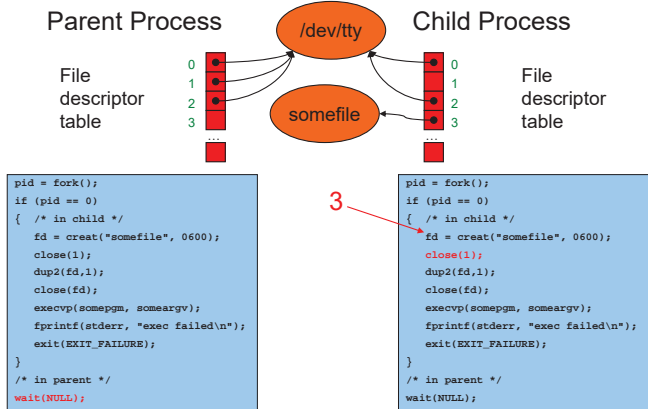 Parent Process
/dev/tty
Child Process
File
descriptor
table
0
1
2
3
...
somefile
0
1
2
3
...
File
descriptor
table
pid = fork();
if (pid == 0)
{ /* in child */
fd = creat("somefile", 0600);
close(1);
dup2(fd,1);
close(fd);
execvp(somepgm, someargv);
fprintf(stderr, "exec failed\n");
exit(EXIT_FAILURE);
}
/* in parent */
wait(NULL);
3
pid = fork();
if (pid == 0)
{ /* in child */
fd = creat("somefile", 0600);
close(1);
dup2(fd,1);
close(fd);
execvp(somepgm, someargv);
fprintf(stderr, "exec failed\n");
exit(EXIT_FAILURE);
}
/* in parent */
wait(NULL);